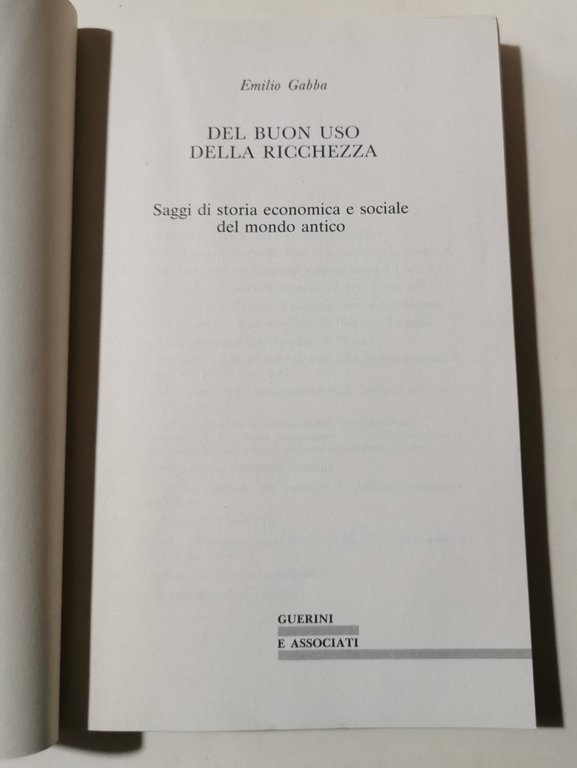 Emilio Gabba
DEL BUON USO
DELLA RICCHEZZA
Saggi di storia economica e sociale
del mondo antico
GUERINI
E ASSOCIATI